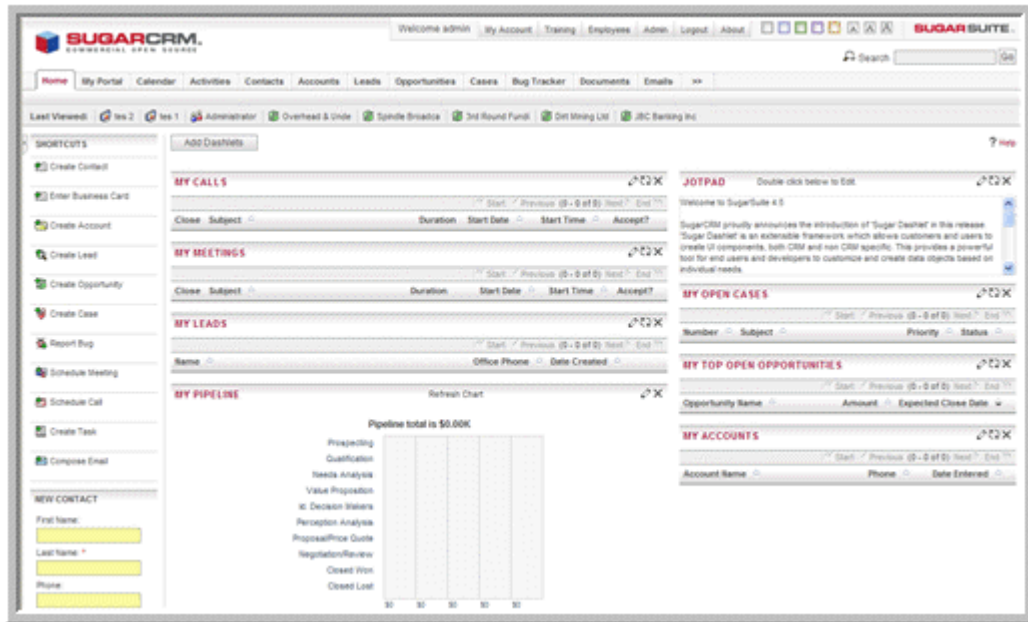 SUGARCRM.
COMMERCIAL OPEN SOURCE
Welcome admin My Account Training Employees Admin Logout About A A A SUGARSUITE.
Search Go
Home My Portal Calendar Activities Contacts Accounts Leads Opportunities Cases Bug Tracker Documents Emails >>
Last Viewed: tes 2 tes 1 Administrator Overhead & Unde Spindle Broadca 3rd Round Fundi Dirt Mining Ltd JBC Banking Inc
SHORTCUTS
Create Contact
Enter Business Card
Create Account
Create Lead
Create Opportunity
Create Case
Report Bug
Schedule Meeting
Schedule Call
Create Task
Compose Email
NEW CONTACT
First Name:
Last Name: *
Phone:
Add Dashlets
? Help
MY CALLS
Start Previous (0 - 0 of 0) Next End
Close Subject Duration Start Date Start Time Accept?
MY MEETINGS
Start Previous (0 - 0 of 0) Next End
Close Subject Duration Start Date Start Time Accept?
MY LEADS
Start Previous (0 - 0 of 0) Next End
Name Office Phone Date Created
MY PIPELINE Refresh Chart
Pipeline total is $0.00K
Prospecting
Qualification
Needs Analysis
Value Proposition
Id. Decision Makers
Perception Analysis
Proposal/Price Quote
Negotiation/Review
Closed Won
Closed Lost
$0 $0 $0 $0 $0
JOTPAD Double click below to Edit.
Welcome to SugarSuite 4.5
SugarCRM proudly announces the introduction of 'Sugar Dashlet' in this release
'Sugar Dashlet' is an extensible framework which allows customers and users to
create UI components, both CRM and non CRM specific. This provides a powerful
tool for end users and developers to customize and create data objects based on
individual needs.
MY OPEN CASES
Start Previous (0 - 0 of 0) Next End
Number Subject Priority Status
MY TOP OPEN OPPORTUNITIES
Start Previous (0 - 0 of 0) Next End
Opportunity Name Amount Expected Close Date
MY ACCOUNTS
Start Previous (0 - 0 of 0) Next End
Account Name Phone Date Entered